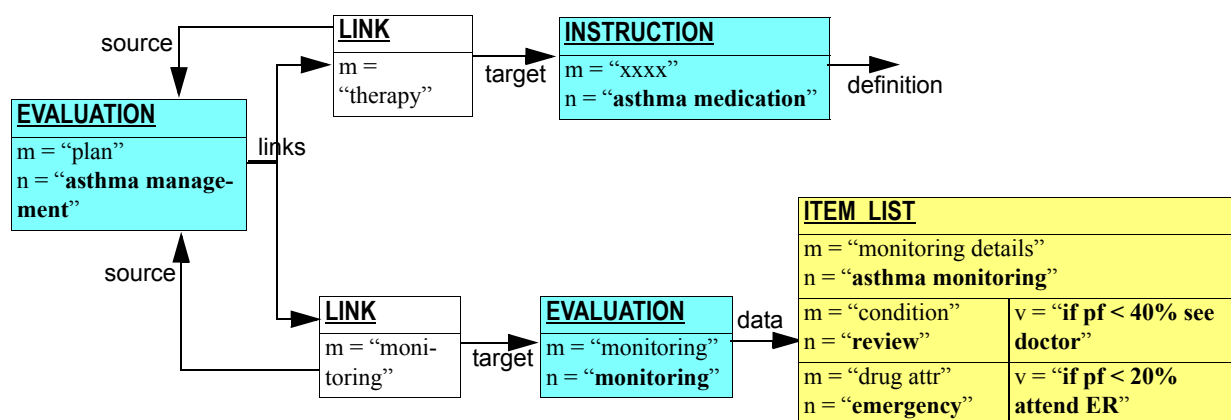 LINK
m =
“therapy”
source
target
INSTRUCTION
m = “xxxx”
n = “asthma medication”
definition
EVALUATION
m = “plan”
n = “asthma manage-
ment”
links
source
LINK
m = “moni-
toring”
target
EVALUATION
m = “monitoring”
n = “monitoring”
data
ITEM_LIST
m = “monitoring details”
n = “asthma monitoring”
m = “condition”
n = “review”
v = “if pf < 40% see
doctor”
m = “drug attr”
n = “emergency”
v = “if pf < 20%
attend ER”